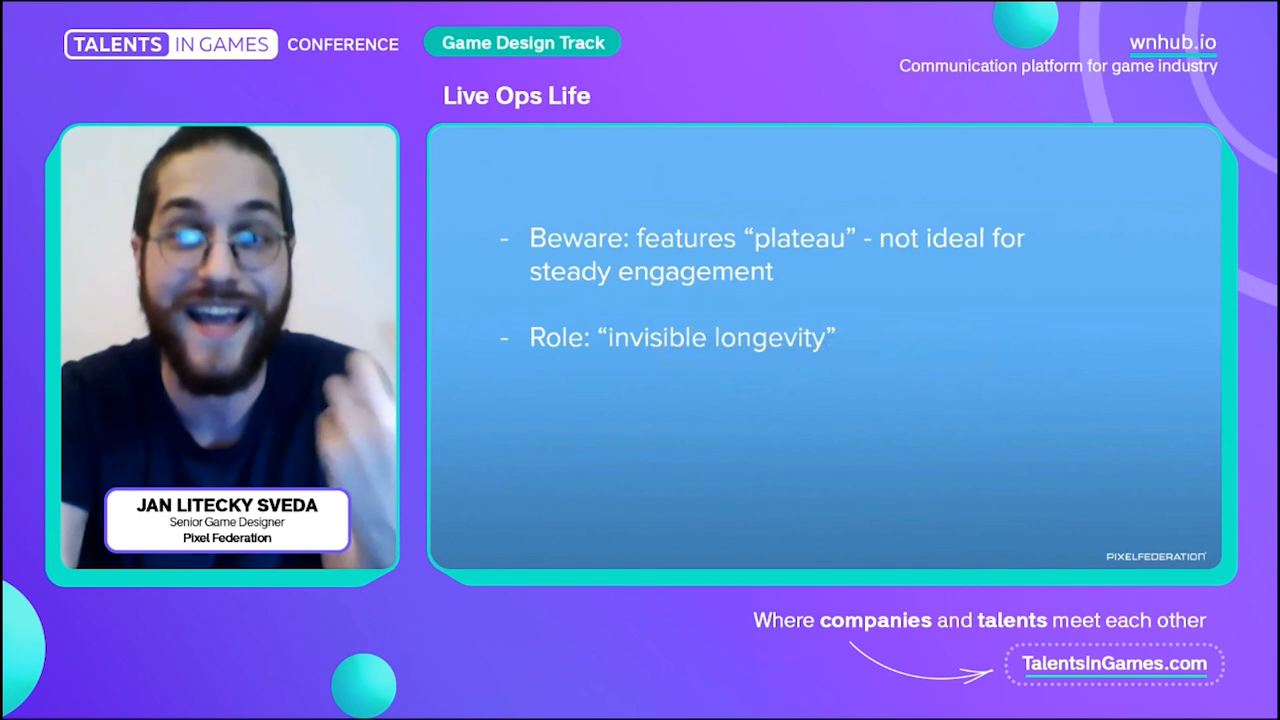 TALENTS IN GAMES CONFERENCE
Game Design Track
wnhub.io
Communication platform for game industry
Live Ops Life
- Beware: features “plateau” - not ideal for
steady engagement
- Role: “invisible longevity”
JAN LITECKY SVEDA
Senior Game Designer
Pixel Federation
PIXELFEDERATION
Where companies and talents meet each other
TalentsInGames.com